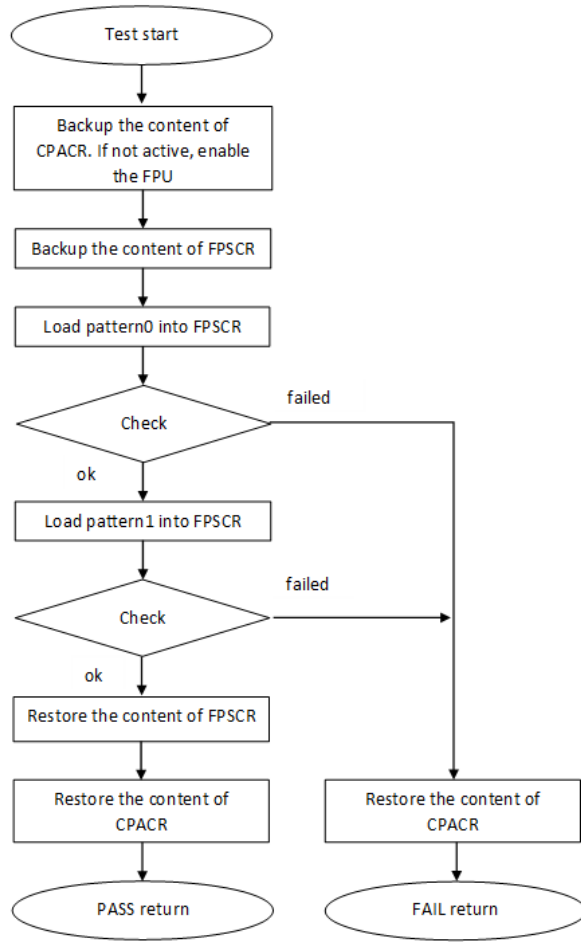 Test start
Backup the content of
CPACR. If not active, enable
the FPU
Backup the content of FPSCR
Load pattern0 into FPSCR
failed
Check
ok
Load pattern1 into FPSCR
failed
Check
ok
Restore the content of FPSCR
Restore the content of
CPACR
Restore the content of
CPACR
PASS return
FAIL return